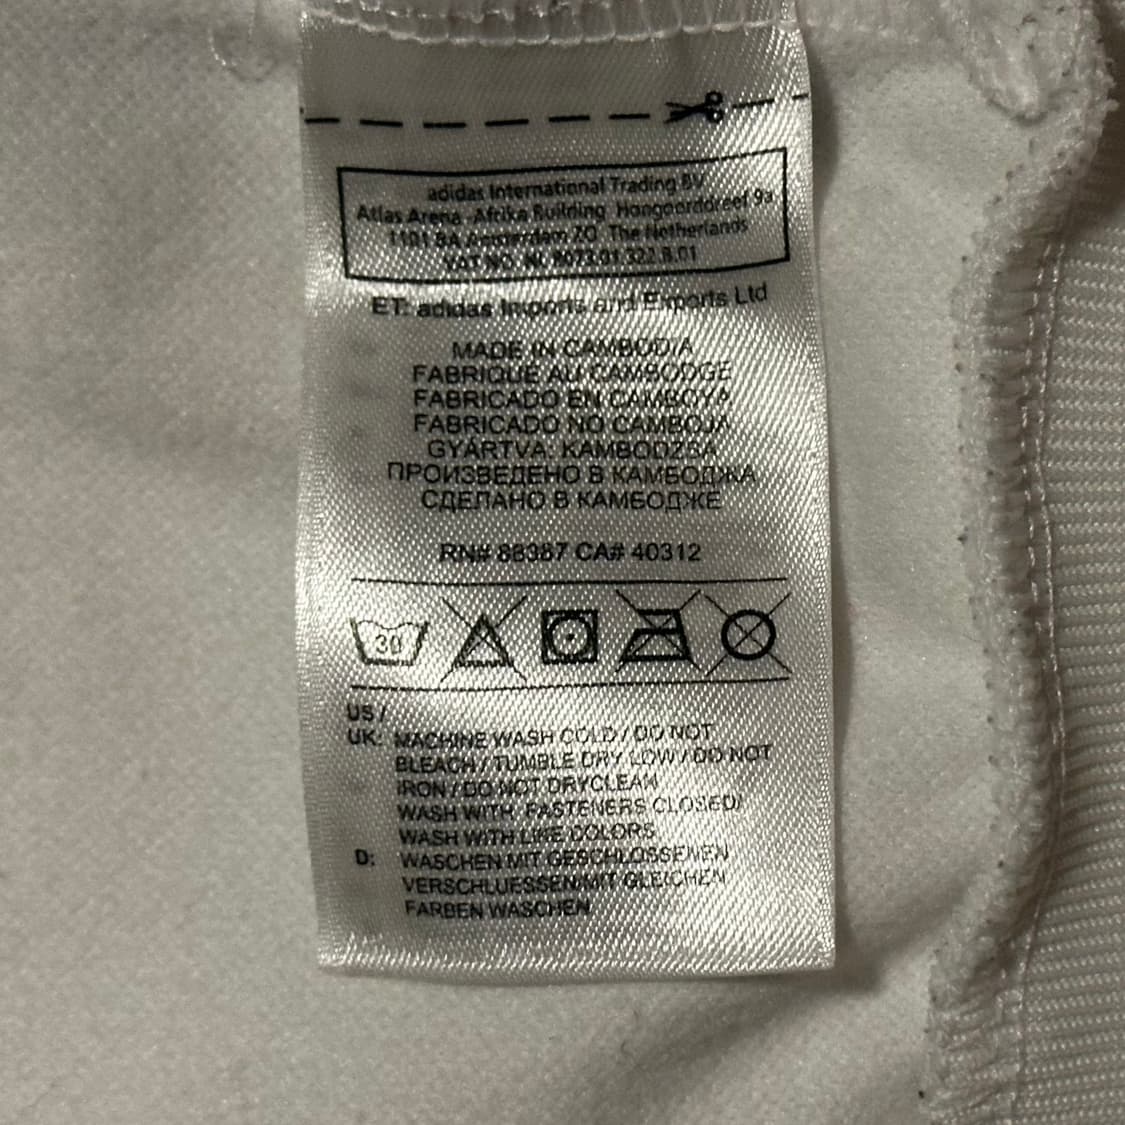 adidas International Trading BV
Atlas Arena -Afrika Building Hoogoorddreef 9a
1101 BA Amsterdam ZO The Netherlands
VAT NO. NL 8073.01.322.B.01
ET: adidas Imports and Exports Ltd
MADE IN CAMBODIA
FABRIQUE AU CAMBODGE
FABRICADO EN CAMBOYA
FABRICADO NO CAMBOJA
GYÁRTVA: KAMBODZSA
ПРОИЗВЕДЕНО В КАМБОДЖА
СДЕЛАНО В КАМБОДЖЕ
RN# 88387 CA# 40312
30
US /
UK: MACHINE WASH COLD / DO NOT
BLEACH / TUMBLE DRY LOW / DO NOT
IRON / DO NOT DRYCLEAN
WASH WITH FASTENERS CLOSED/
WASH WITH LIKE COLORS
D: WASCHEN MIT GESCHLOSSENEN
VERSCHLUESSEN/MIT GLEICHEN
FARBEN WASCHEN